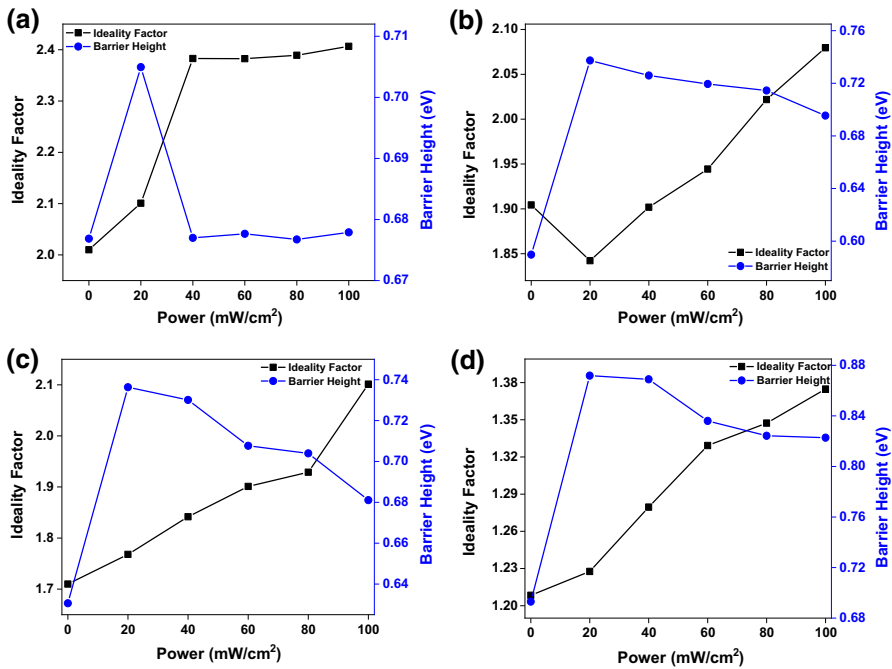 (a)
Ideality Factor
Barrier Height
2.4
2.3
2.2
2.1
2.0
Ideality Factor
0.71
0.70
0.69
0.68
0.67
Barrier Height (eV)
0 20 40 60 80 100
Power (mW/cm²)
(b)
2.10
2.05
2.00
1.95
1.90
1.85
Ideality Factor
0.76
0.72
0.68
0.64
0.60
Barrier Height (eV)
Ideality Factor
Barrier Height
0 20 40 60 80 100
Power (mW/cm²)
(c)
Ideality Factor
Barrier Height
2.1
2.0
1.9
1.8
1.7
Ideality Factor
0.74
0.72
0.70
0.68
0.66
0.64
Barrier Height (eV)
0 20 40 60 80 100
Power (mW/cm²)
(d)
Ideality Factor
Barrier Height
1.38
1.35
1.32
1.29
1.26
1.23
1.20
Ideality Factor
0.88
0.84
0.80
0.76
0.72
0.68
Barrier Height (eV)
0 20 40 60 80 100
Power (mW/cm²)